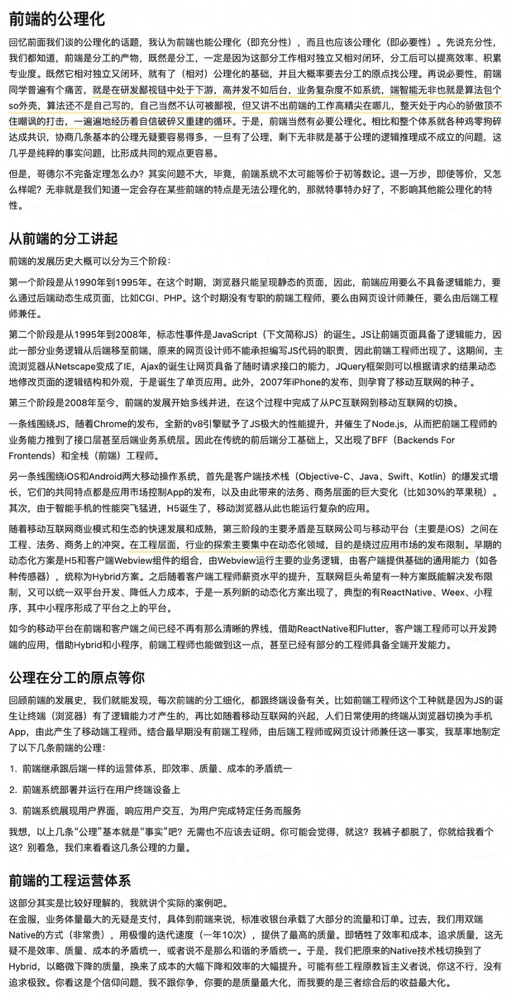 前端的公理化
回忆前面我们谈的公理化的话题，我认为前端也能公理化（即充分性），而且也应该公理化（即必要性）。先说充分性，
我们都知道，前端是分工的产物，既然是分工，一定是因为这部分工作相对独立又相对闭环，分工后可以提高效率、积累
专业度。既然它相对独立又闭环，就有了（相对）公理化的基础，并且大概率要去分工的原点找公理。再说必要性，前端
同学普遍有个痛苦，就是在研发鄙视链中处于下游，高并发不如后台，业务复杂度不如系统，端智能无非也就是算法包个
so外壳，算法还不是自己写的，自己当然不认可被鄙视，但又讲不出前端的工作高精尖在哪儿，整天处于内心的骄傲顶不
住嘲讽的打击，一遍遍地经历着自信破碎又重建的循环。于是，前端当然有必要公理化。相比和整个体系就各种鸡零狗碎
达成共识，协商几条基本的公理无疑要容易得多，一旦有了公理，剩下无非就是基于公理的逻辑推理成不成立的问题，这
几乎是纯粹的事实问题，比形成共同的观点更容易。
但是，哥德尔不完备定理怎么办？其实问题不大，毕竟，前端系统不太可能等价于初等数论。退一万步，即使等价，又怎
么样呢？无非就是我们知道一定会存在某些前端的特点是无法公理化的，那就特事特办好了，不影响其他能公理化的特
性。
从前端的分工讲起
前端的发展历史大概可以分为三个阶段：
第一个阶段是从1990年到1995年。在这个时期，浏览器只能呈现静态的页面，因此，前端应用要么不具备逻辑能力，要
么通过后端动态生成页面，比如CGI、PHP。这个时期没有专职的前端工程师，要么由网页设计师兼任，要么由后端工程
师兼任。
第二个阶段是从1995年到2008年，标志性事件是JavaScript（下文简称JS）的诞生。JS让前端页面具备了逻辑能力，因
此一部分业务逻辑从后端移至前端，原来的网页设计师不能承担编写JS代码的职责，因此前端工程师出现了。这期间，主
流浏览器从Netscape变成了IE，Ajax的诞生让网页具备了随时请求接口的能力，JQuery框架则可以根据请求的结果动态
地修改页面的逻辑结构和外观，于是诞生了单页应用。此外，2007年iPhone的发布，则孕育了移动互联网的种子。
第三个阶段是2008年至今，前端的发展开始多线并进，在这个过程中完成了从PC互联网到移动互联网的切换。
一条线围绕JS，随着Chrome的发布，全新的v8引擎赋予了JS极大的性能提升，并催生了Node.js，从而把前端工程师的
业务能力推到了接口层甚至后端业务系统层。因此在传统的前后端分工基础上，又出现了BFF（Backends For
Frontends）和全栈（前端）工程师。
另一条线围绕iOS和Android两大移动操作系统，首先是客户端技术栈（Objective-C、Java、Swift、Kotlin）的爆发式增
长，它们的共同特点都是应用市场控制App的发布，以及由此带来的法务、商务层面的巨大变化（比如30%的苹果税）。
其次，由于智能手机的性能突飞猛进，H5诞生了，移动浏览器从此也能运行复杂的应用。
随着移动互联网商业模式和生态的快速发展和成熟，第三阶段的主要矛盾是互联网公司与移动平台（主要是iOS）之间在
工程、法务、商务上的冲突。在工程层面，行业的探索主要集中在动态化领域，目的是绕过应用市场的发布限制。早期的
动态化方案是H5和客户端Webview组件的组合，由Webview运行主要的业务逻辑，由客户端提供基础的通用能力（如各
种传感器），统称为Hybrid方案。之后随着客户端工程师薪资水平的提升，互联网巨头希望有一种方案既能解决发布限
制，又可以统一双平台开发、降低人力成本，于是一系列新的动态化方案出现了，典型的有ReactNative、Weex、小程
序，其中小程序形成了平台之上的平台。
如今的移动平台在前端和客户端之间已经不再有那么清晰的界线，借助ReactNative和Flutter，客户端工程师可以开发跨
端的应用，借助Hybrid和小程序，前端工程师也能做到这一点，甚至已经有部分的工程师具备全端开发能力。
公理在分工的原点等你
回顾前端的发展史，我们就能发现，每次前端的分工细化，都跟终端设备有关。比如前端工程师这个工种就是因为JS的诞
生让终端（浏览器）有了逻辑能力才产生的，再比如随着移动互联网的兴起，人们日常使用的终端从浏览器切换为手机
App，由此产生了移动端工程师。结合最早期没有前端工程师，由后端工程师或网页设计师兼任这一事实，我草率地制定
了以下几条前端的公理：
1. 前端继承跟后端一样的运营体系，即效率、质量、成本的矛盾统一
2. 前端系统部署并运行在用户终端设备上
3. 前端系统展现用户界面，响应用户交互，为用户完成特定任务而服务
我想，以上几条“公理”基本就是“事实”吧？无需也不应该去证明。你可能会觉得，就这？我裤子都脱了，你就给我看个
这？别着急，我们来看看这几条公理的力量。
前端的工程运营体系
这部分其实是比较好理解的，我就讲个实际的案例吧。
在金服，业务体量最大的无疑是支付，具体到前端来说，标准收银台承载了大部分的流量和订单。过去，我们用双端
Native的方式（非常贵），用极慢的迭代速度（一年10次），提供了最高的质量。即牺牲了效率和成本，追求质量，这无
疑不是效率、质量、成本的矛盾统一，或者说不是那么和谐的矛盾统一。于是，我们把原来的Native技术栈切换到了
Hybrid，以略微下降的质量，换来了成本的大幅下降和效率的大幅提升。可能有些工程原教旨主义者说，你这不行，没有
追求极致。你看这是个信仰问题，我不跟你争，你要的是质量最大化，而我要的是三者综合后的收益最大化。